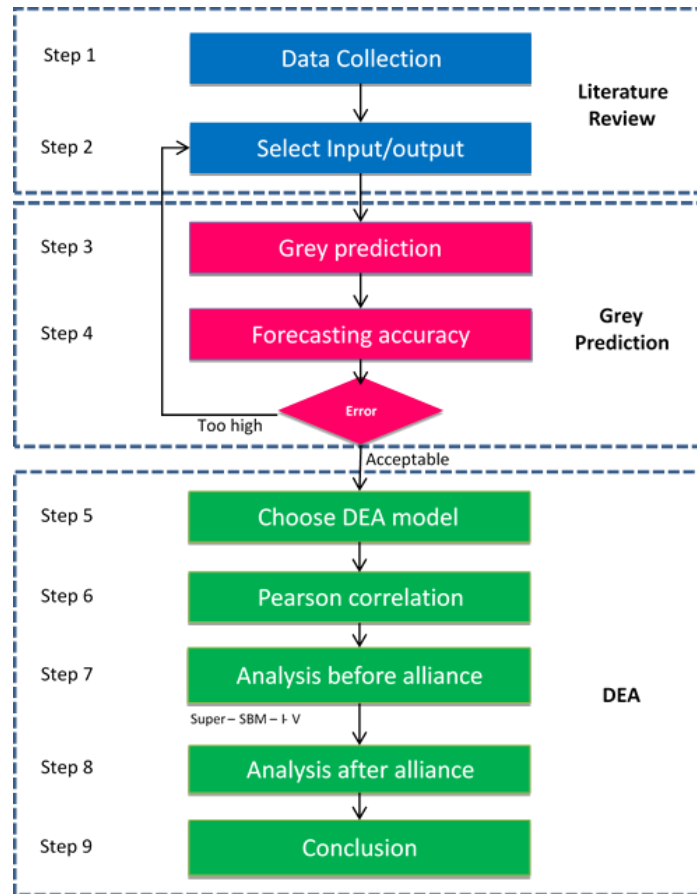 Step 1
Data Collection
Literature
Review
Step 2
Select Input/output
Step 3
Grey prediction
Step 4
Forecasting accuracy
Grey
Prediction
Error
Too high
Acceptable
Step 5
Choose DEA model
Step 6
Pearson correlation
Step 7
Analysis before alliance
DEA
Super – SBM – I- V
Step 8
Analysis after alliance
Step 9
Conclusion